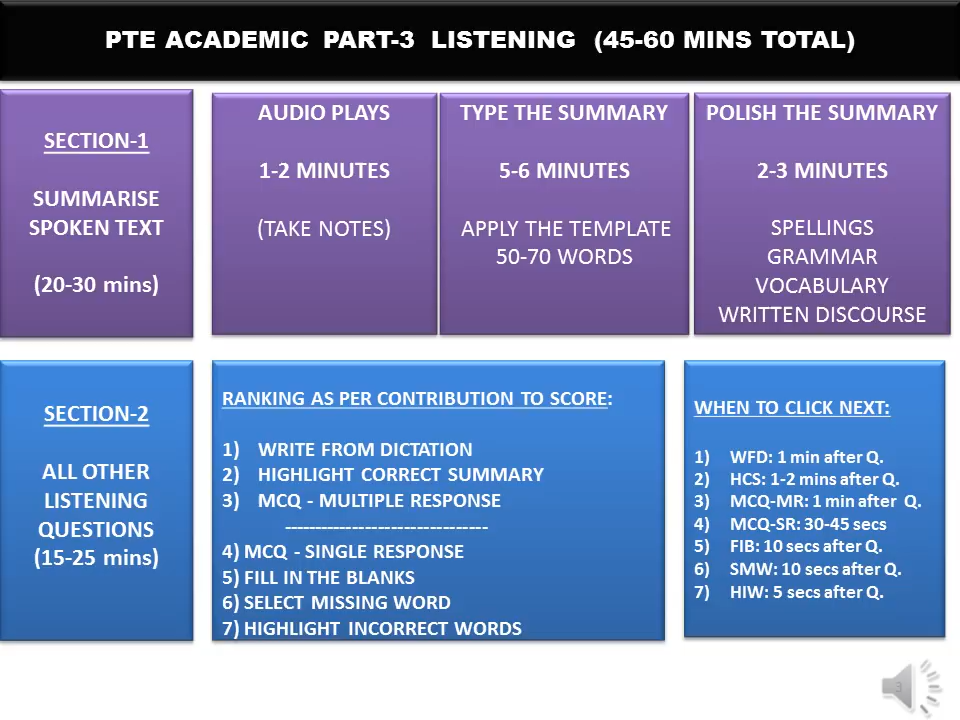 PTE ACADEMIC PART-3 LISTENING (45-60 MINS TOTAL)
SECTION-1
SUMMARISE
SPOKEN TEXT
(20-30 mins)
AUDIO PLAYS
1-2 MINUTES
(TAKE NOTES)
TYPE THE SUMMARY
5-6 MINUTES
APPLY THE TEMPLATE
50-70 WORDS
POLISH THE SUMMARY
2-3 MINUTES
SPELLINGS
GRAMMAR
VOCABULARY
WRITTEN DISCOURSE
SECTION-2
ALL OTHER
LISTENING
QUESTIONS
(15-25 mins)
RANKING AS PER CONTRIBUTION TO SCORE:
1) WRITE FROM DICTATION
2) HIGHLIGHT CORRECT SUMMARY
3) MCQ - MULTIPLE RESPONSE
--------------------------------
4) MCQ - SINGLE RESPONSE
5) FILL IN THE BLANKS
6) SELECT MISSING WORD
7) HIGHLIGHT INCORRECT WORDS
WHEN TO CLICK NEXT:
1) WFD: 1 min after Q.
2) HCS: 1-2 mins after Q.
3) MCQ-MR: 1 min after Q.
4) MCQ-SR: 30-45 secs
5) FIB: 10 secs after Q.
6) SMW: 10 secs after Q.
7) HIW: 5 secs after Q.
3